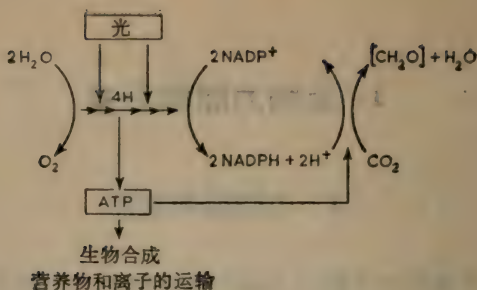 光
2H₂O
4H
2NADP⁺
[CH₂O] + H₂O
O₂
2NADPH + 2H⁺
CO₂
ATP
生物合成
营养物和离子的运输